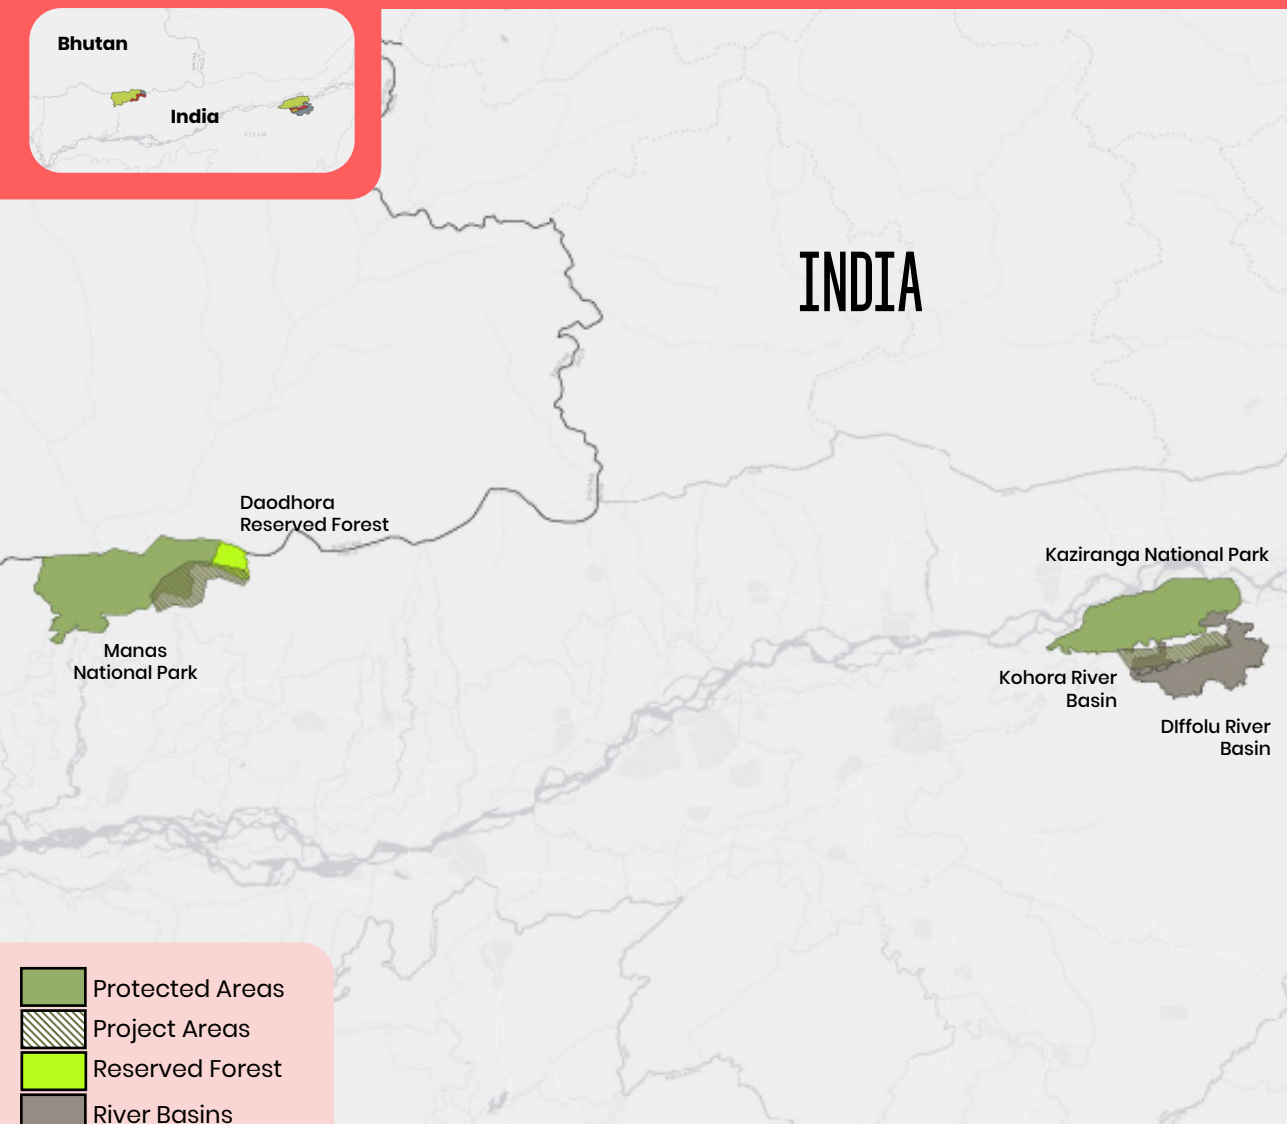 Bhutan
India
ASSAM
INDIA
Daodhora
Reserved Forest
Kaziranga National Park
Manas
National Park
Kohora River
Basin
DIffolu River
Basin
Protected Areas
Project Areas
Reserved Forest
River Basins